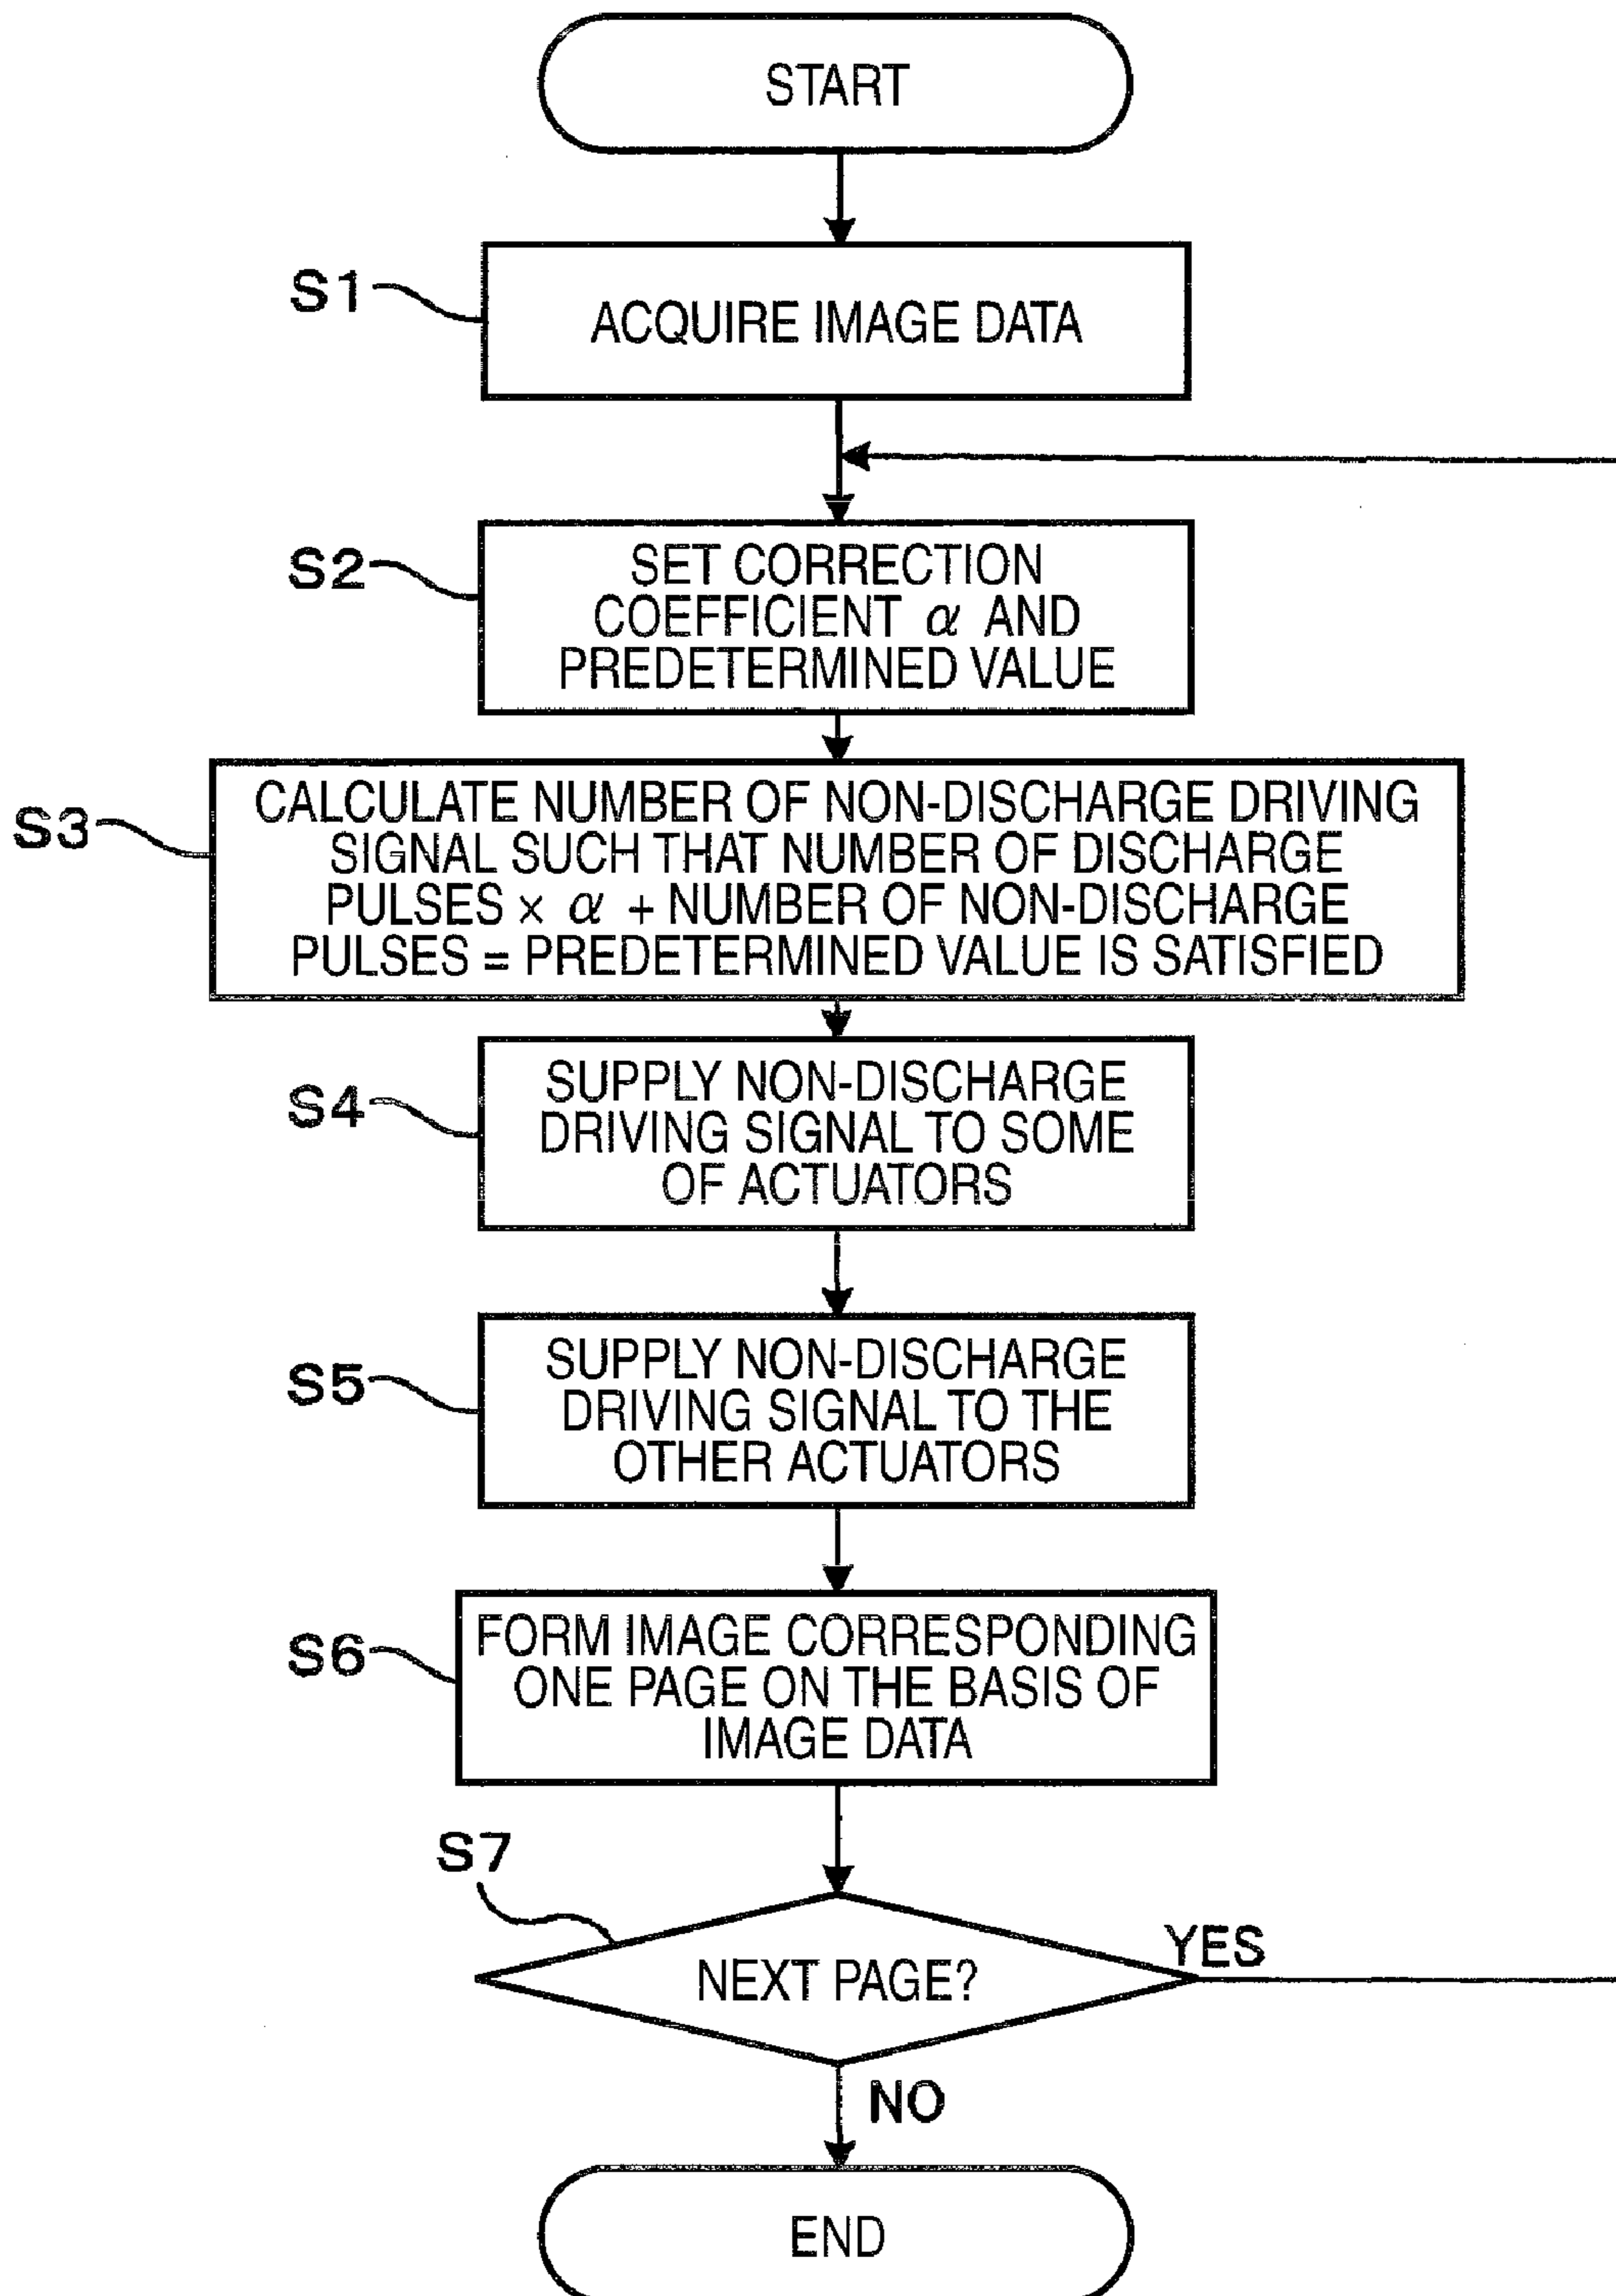 START
S1
ACQUIRE IMAGE DATA
S2
SET CORRECTION
COEFFICIENT α AND
PREDETERMINED VALUE
S3
CALCULATE NUMBER OF NON-DISCHARGE DRIVING
SIGNAL SUCH THAT NUMBER OF DISCHARGE
PULSES × α + NUMBER OF NON-DISCHARGE
PULSES = PREDETERMINED VALUE IS SATISFIED
S4
SUPPLY NON-DISCHARGE
DRIVING SIGNAL TO SOME
OF ACTUATORS
S5
SUPPLY NON-DISCHARGE
DRIVING SIGNAL TO THE
OTHER ACTUATORS
S6
FORM IMAGE CORRESPONDING
ONE PAGE ON THE BASIS OF
IMAGE DATA
S7
NEXT PAGE?
YES
NO
END